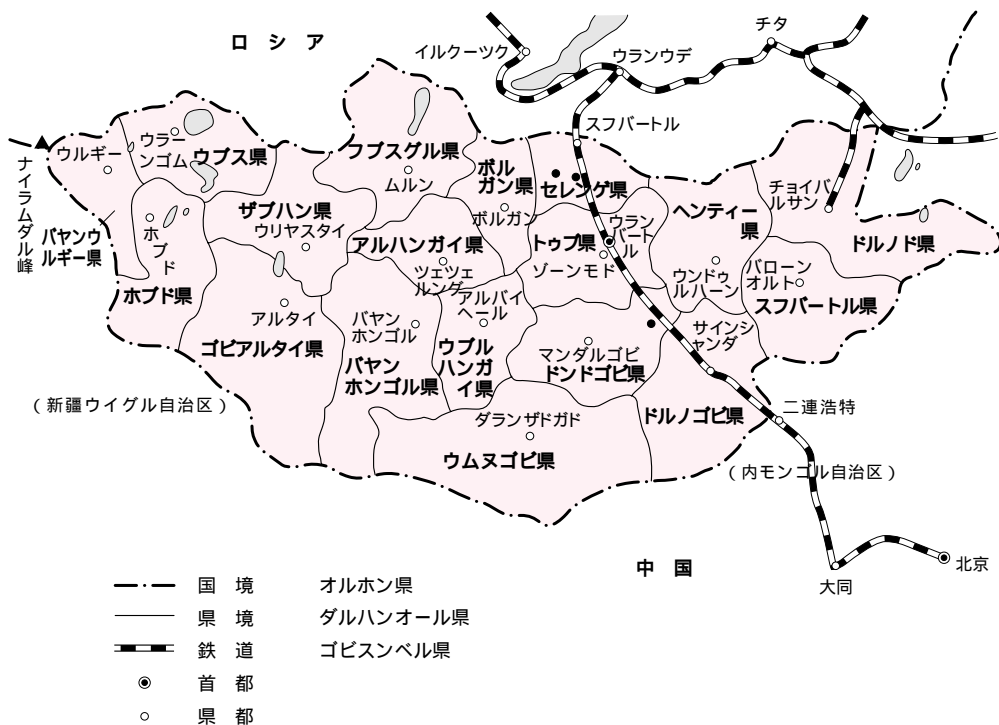 ロシア
チタ
イルクーツク
ウランウデ
スフバートル
ナイラムダル峰
ウルギー
ウラー
ンゴム
ウブス県
フブスグル県
ムルン
ボル
ガン県
ボルガン
セレンゲ県
チョイバ
ルサン
バヤンウ
ルギー県
ホブド
ホブド県
ザブハン県
ウリヤスタイ
アルハンガイ県
ツェツェ
ルンダ
トゥブ県
ウラン
バート
ル
ゾーンモド
ヘンティー
県
ウンドゥ
ルハーン
ドルノド県
バローン
オルト
スフバートル県
アルタイ
ゴビアルタイ県
バヤン
ホンゴル
バヤン
ホンゴル県
アルバイ
ヘール
ウブル
ハンガ
イ県
マンダルゴビ
ドンドゴビ県
サインシ
ャンダ
ドルノゴビ県
(新疆ウイグル自治区)
ダランザドガド
ウムヌゴビ県
二連浩特
(内モンゴル自治区)
中国
北京
大同
国境 オルホン県
県境 ダルハンオール県
鉄道 ゴビスンベル県
首都
県都